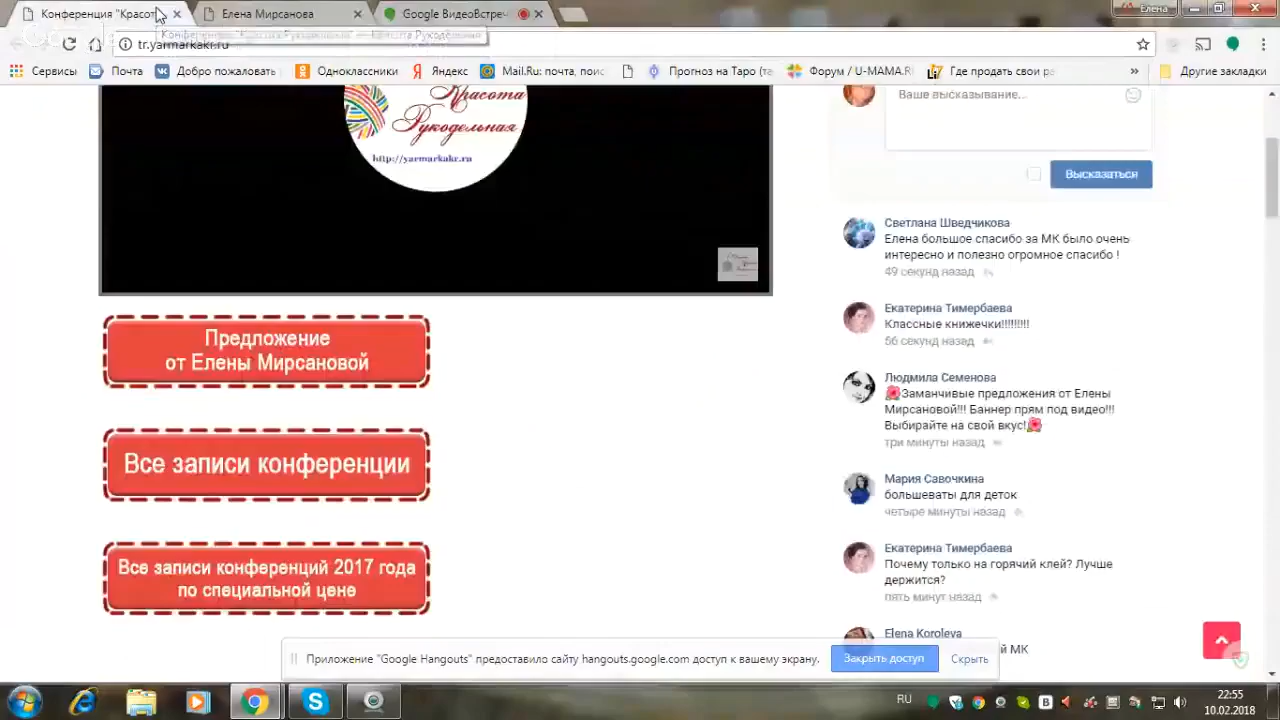 Конференция "Красот
Елена Мирсанова
Google ВидеоВстреч
Елена
tr.yarmarkakr.ru
Сервисы
Почта
Добро пожаловать
Одноклассники
Яндекс
Mail.Ru: почта, поис
Прогноз на Таро (та
Форум / U-MAMA.RU
Где продать свои ра
»
Другие закладки
Красота
Рукодельная
http://yarmarkakr.ru
Предложение
от Елены Мирсановой
Все записи конференции
Все записи конференций 2017 года
по специальной цене
Ваше высказывание...
Высказаться
Светлана Шведчикова
Елена большое спасибо за МК было очень
интересно и полезно огромное спасибо !
49 секунд назад
Екатерина Тимербаева
Классные книжечки!!!!!!!!!
56 секунд назад
Людмила Семенова
Заманчивые предложения от Елены
Мирсановой!!! Баннер прям под видео!!!
Выбирайте на свой вкус!
три минуты назад
Мария Савочкина
большеваты для деток
четыре минуты назад
Екатерина Тимербаева
Почему только на горячий клей? Лучше
держится?
пять минут назад
Elena Koroleva
й МК
Приложение "Google Hangouts" предоставило сайту hangouts.google.com доступ к вашему экрану.
Закрыть доступ
Скрыть
RU
22:55
10.02.2018